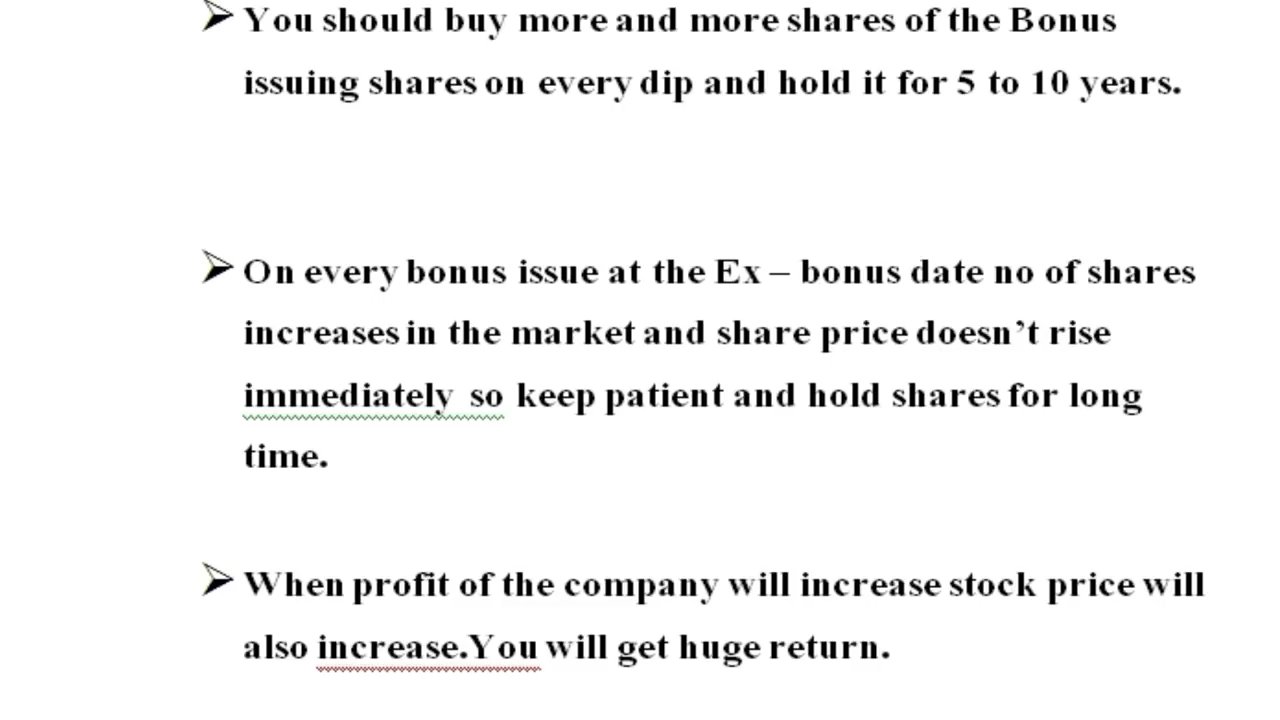 You should buy more and more shares of the Bonus
issuing shares on every dip and hold it for 5 to 10 years.
On every bonus issue at the Ex – bonus date no of shares
increases in the market and share price doesn’t rise
immediately so keep patient and hold shares for long
time.
When profit of the company will increase stock price will
also increase.You will get huge return.